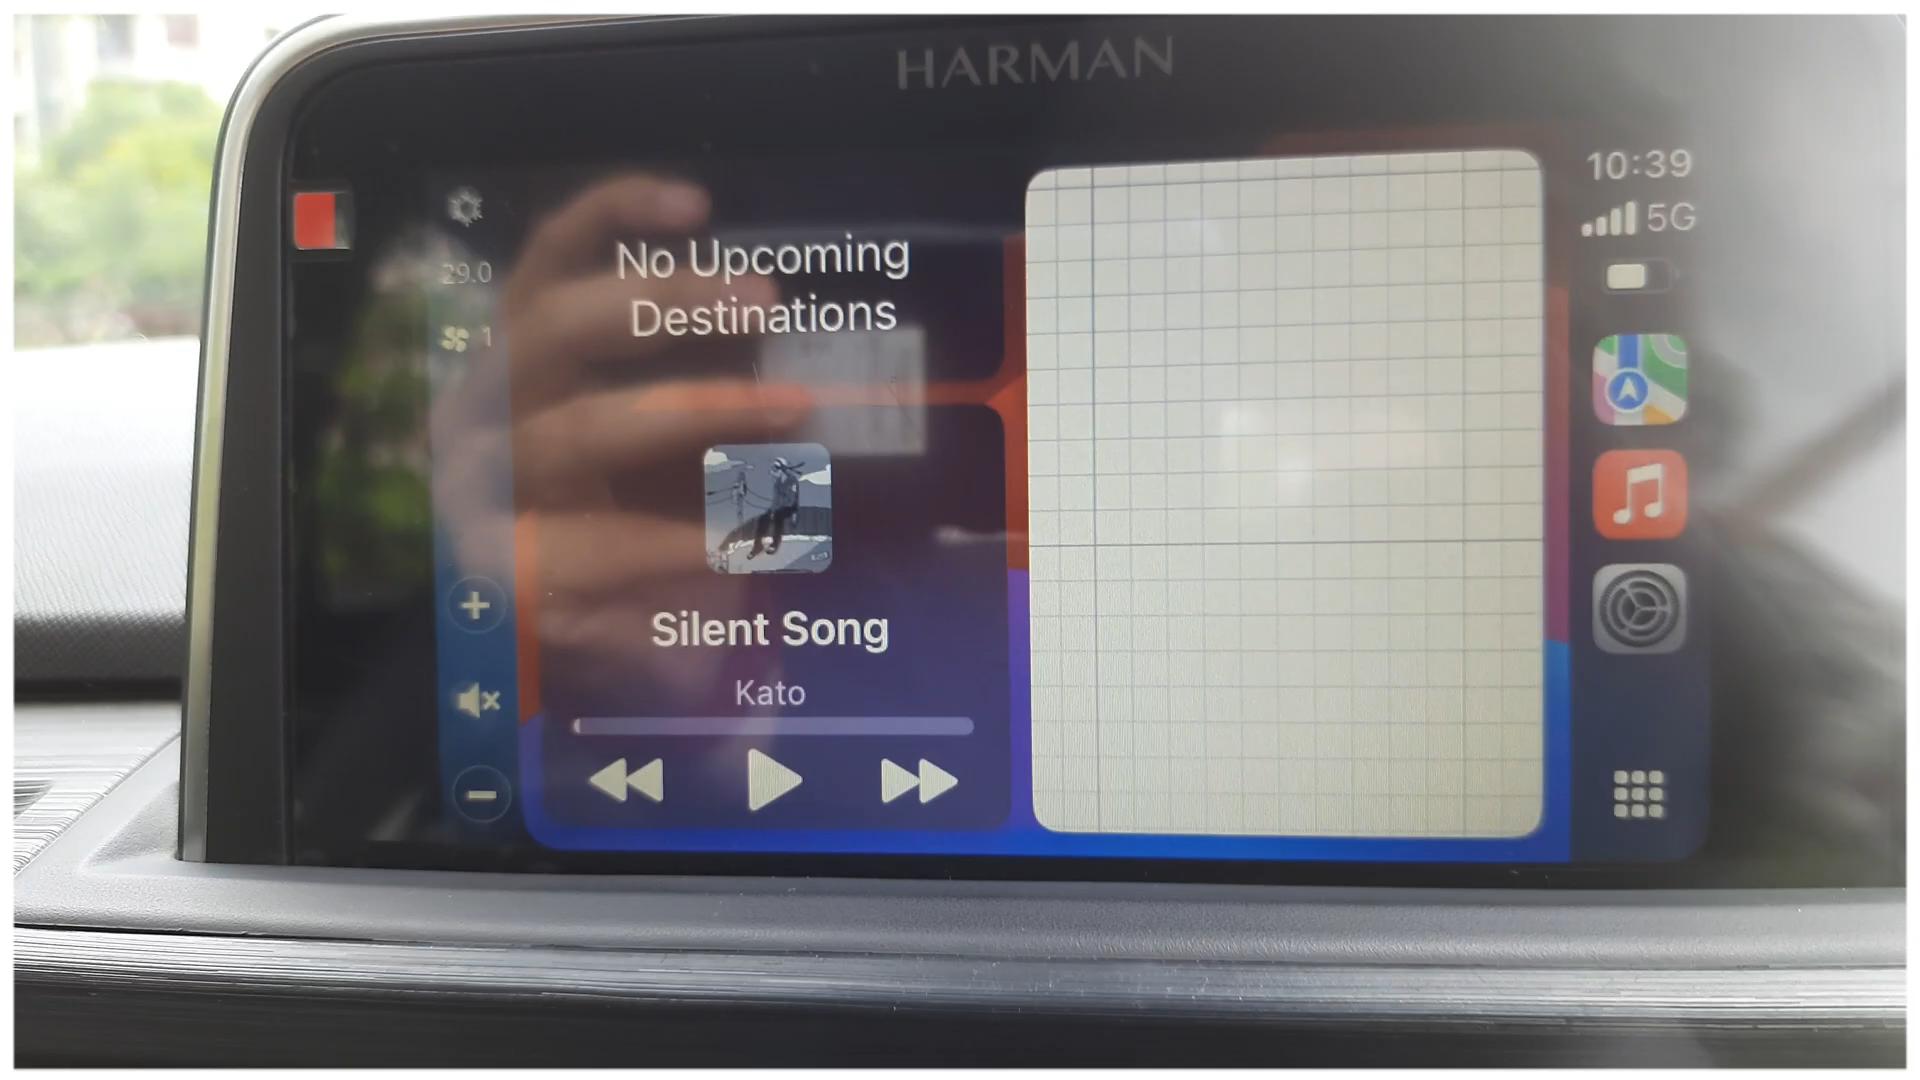 HARMAN
10:39
5G
29.0
1
No Upcoming
Destinations
Silent Song
Kato